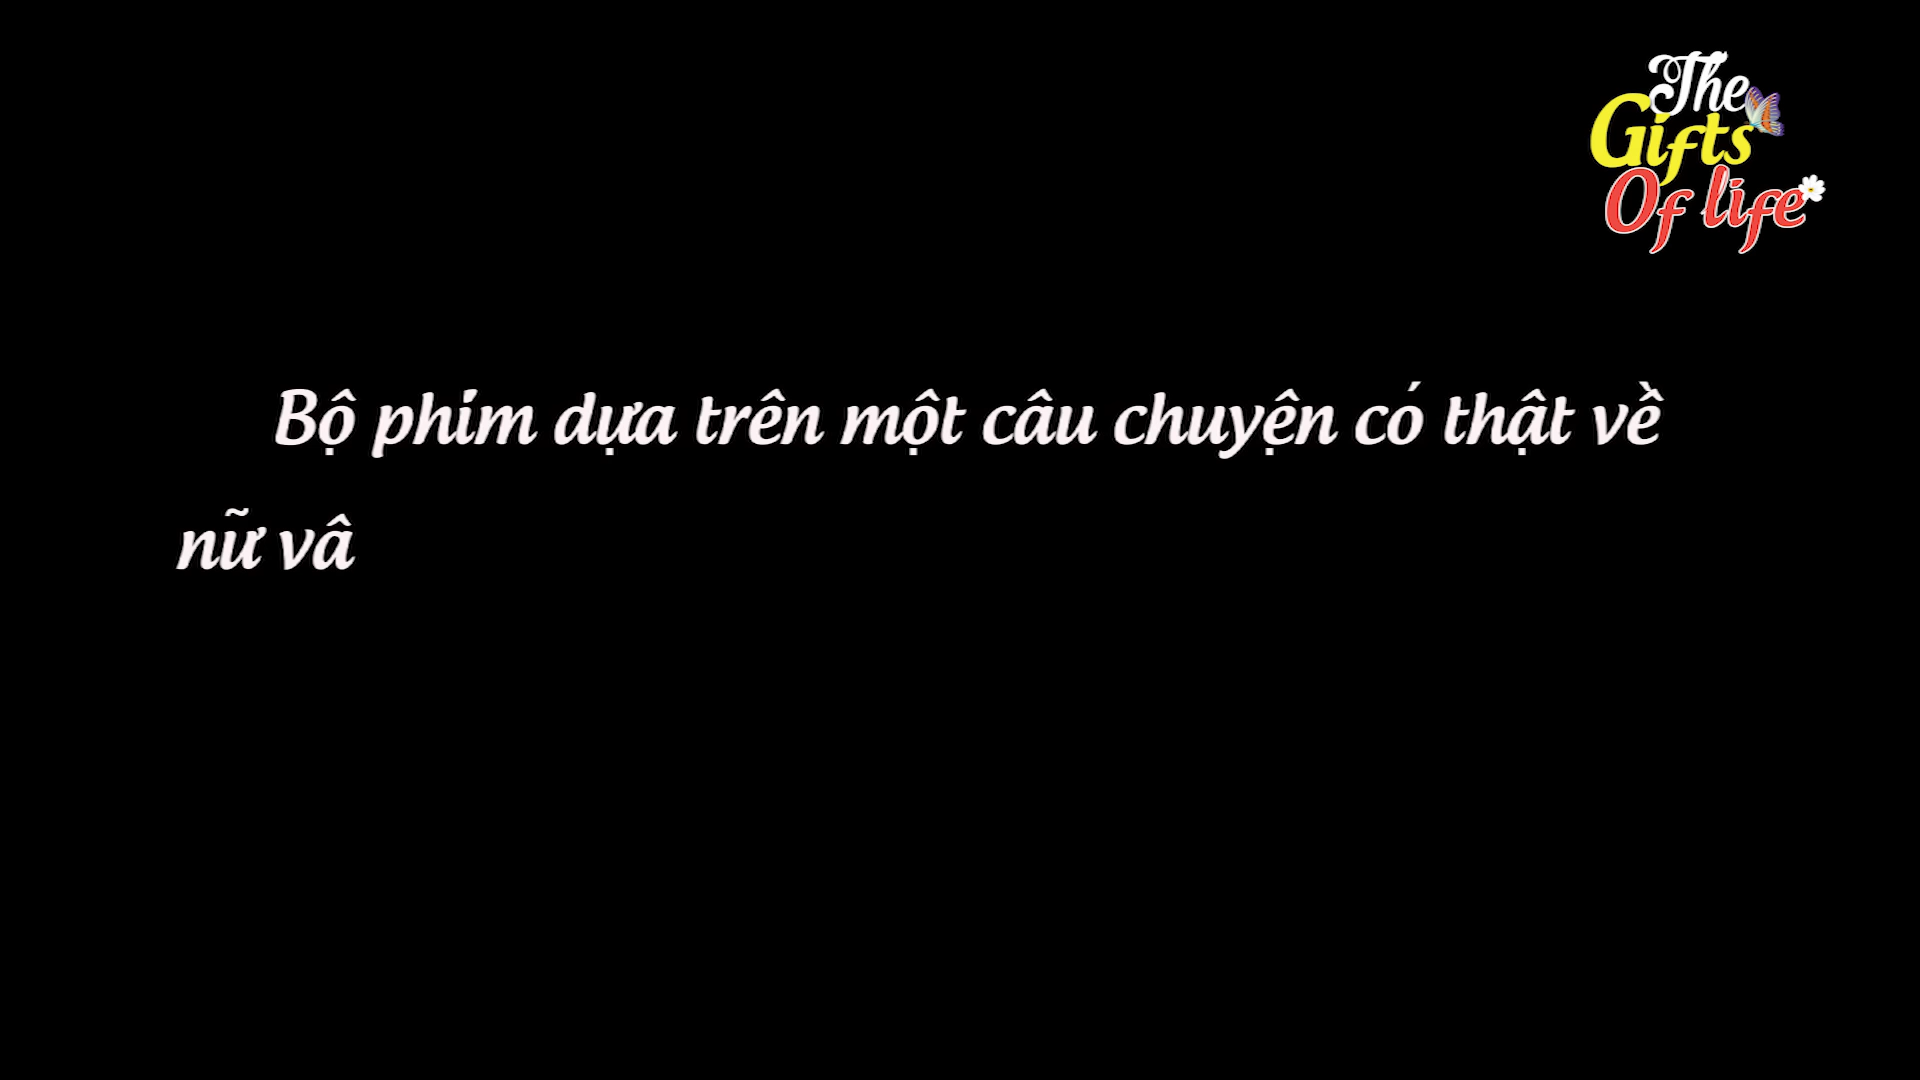 The
Gifts
Of life
Bộ phim dựa trên một câu chuyện có thật về
nữ vâ